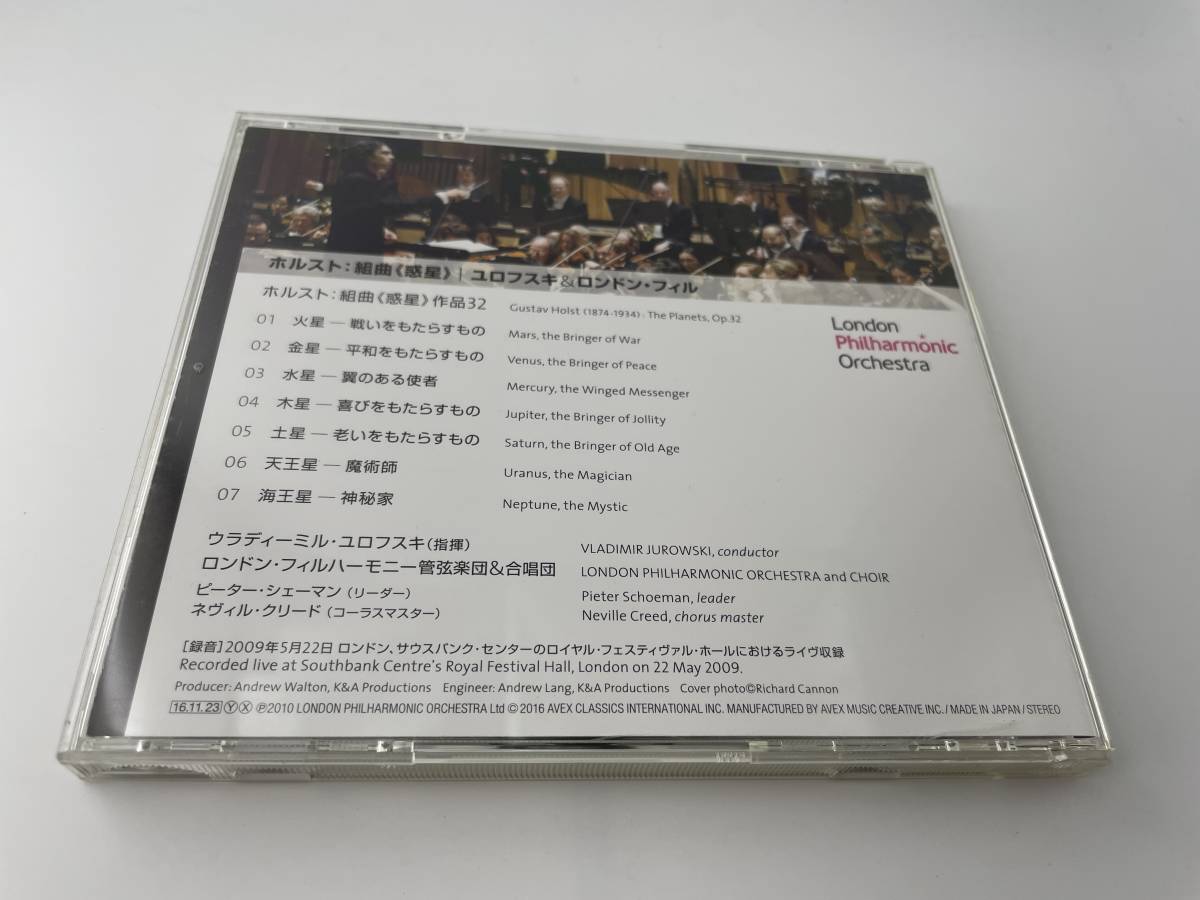 ホルスト：組曲《惑星》｜ユロフスキ&ロンドン・フィル
ホルスト：組曲《惑星》作品32 Gustav Holst (1874-1934) : The Planets, Op.32
01 火星 ― 戦いをもたらすもの Mars, the Bringer of War
02 金星 ― 平和をもたらすもの Venus, the Bringer of Peace
03 水星 ― 翼のある使者 Mercury, the Winged Messenger
04 木星 ― 喜びをもたらすもの Jupiter, the Bringer of Jollity
05 土星 ― 老いをもたらすもの Saturn, the Bringer of Old Age
06 天王星 ― 魔術師 Uranus, the Magician
07 海王星 ― 神秘家 Neptune, the Mystic
London
Philharmonic
Orchestra
ウラディーミル・ユロフスキ（指揮） VLADIMIR JUROWSKI, conductor
ロンドン・フィルハーモニー管弦楽団&合唱団 LONDON PHILHARMONIC ORCHESTRA and CHOIR
ピーター・シェーマン（リーダー） Pieter Schoeman, leader
ネヴィル・クリード（コーラスマスター） Neville Creed, chorus master
［録音］2009年5月22日 ロンドン、サウスバンク・センターのロイヤル・フェスティヴァル・ホールにおけるライヴ収録
Recorded live at Southbank Centre's Royal Festival Hall, London on 22 May 2009.
Producer: Andrew Walton, K&A Productions Engineer: Andrew Lang, K&A Productions Cover photo©Richard Cannon
16.11.23 Ⓨ Ⓧ ℗2010 LONDON PHILHARMONIC ORCHESTRA Ltd © 2016 AVEX CLASSICS INTERNATIONAL INC. MANUFACTURED BY AVEX MUSIC CREATIVE INC. / MADE IN JAPAN / STEREO